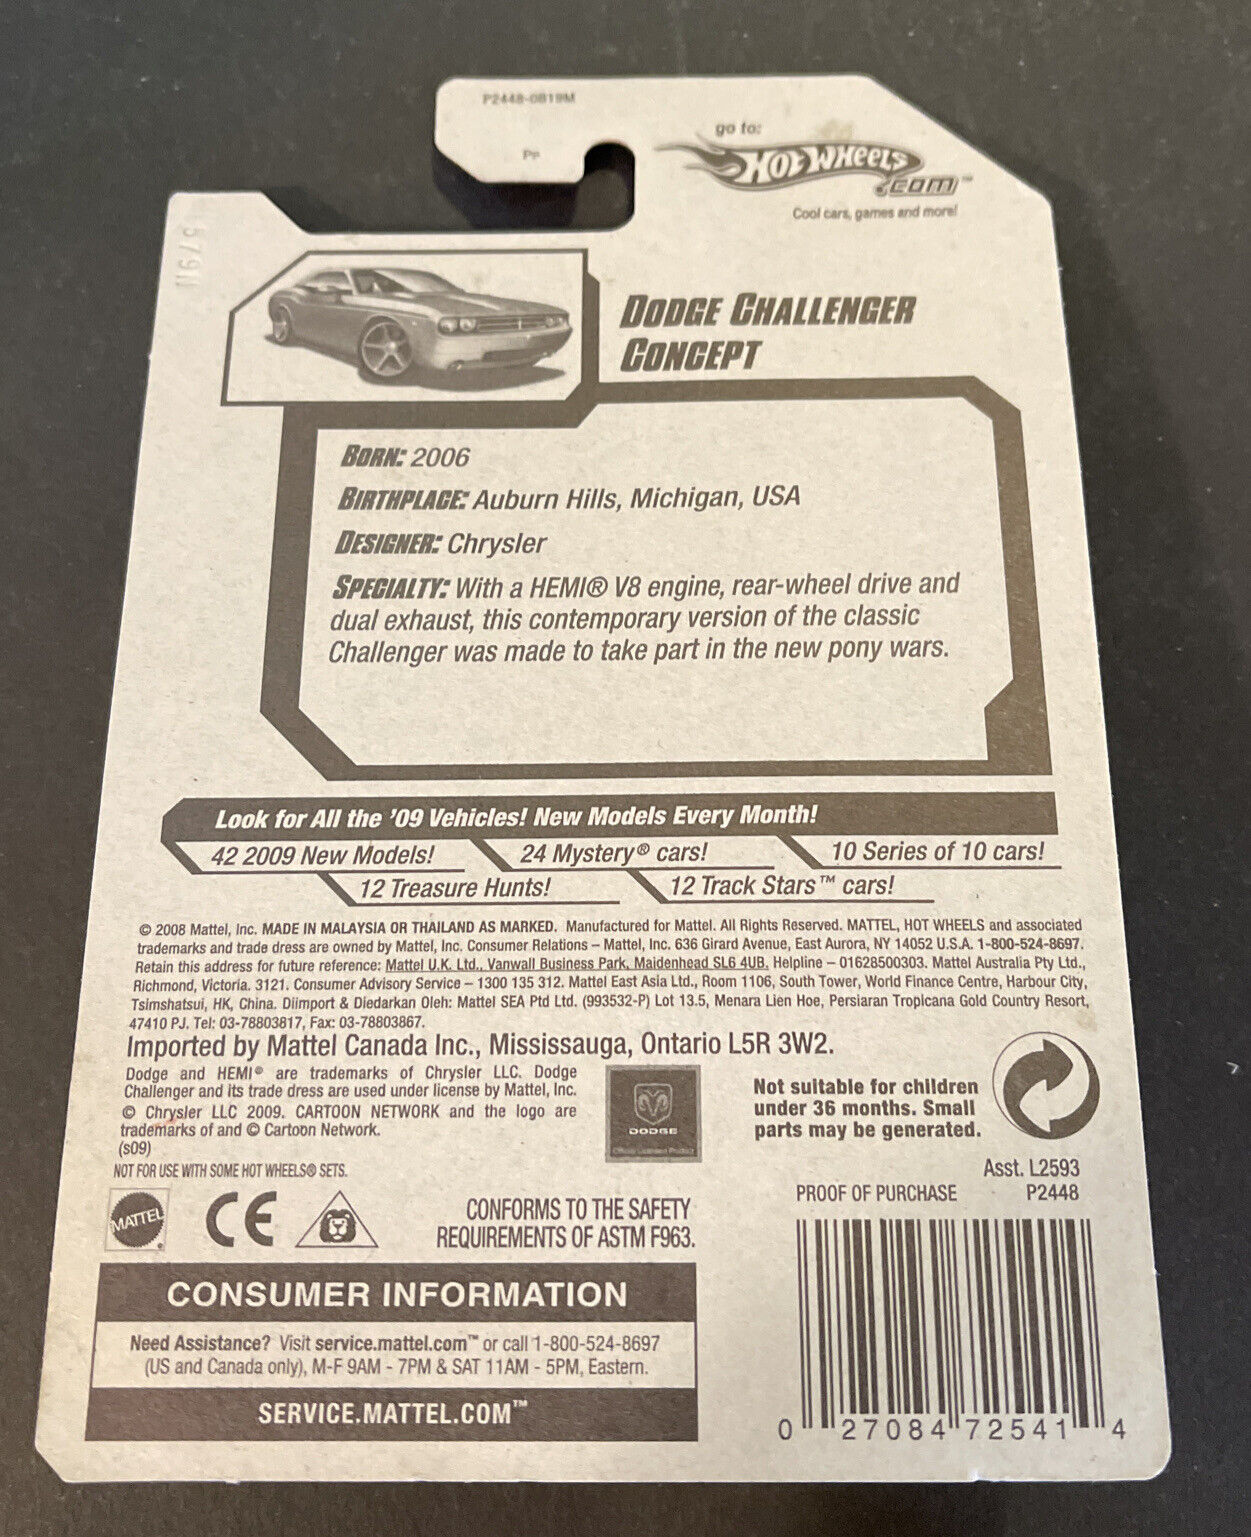 P2448-0819M
go to:
HOT WHEELS
.COM™
Cool cars, games and more!
DODGE CHALLENGER
CONCEPT
BORN: 2006
BIRTHPLACE: Auburn Hills, Michigan, USA
DESIGNER: Chrysler
SPECIALTY: With a HEMI® V8 engine, rear-wheel drive and
dual exhaust, this contemporary version of the classic
Challenger was made to take part in the new pony wars.
Look for All the '09 Vehicles! New Models Every Month!
42 2009 New Models!
24 Mystery® cars!
10 Series of 10 cars!
12 Treasure Hunts!
12 Track Stars™ cars!
© 2008 Mattel, Inc. MADE IN MALAYSIA OR THAILAND AS MARKED. Manufactured for Mattel. All Rights Reserved. MATTEL, HOT WHEELS and associated
trademarks and trade dress are owned by Mattel, Inc. Consumer Relations – Mattel, Inc. 636 Girard Avenue, East Aurora, NY 14052 U.S.A. 1-800-524-8697.
Retain this address for future reference: Mattel U.K. Ltd., Vanwall Business Park, Maidenhead SL6 4UB. Helpline – 01628500303. Mattel Australia Pty Ltd.,
Richmond, Victoria. 3121. Consumer Advisory Service – 1300 135 312. Mattel East Asia Ltd., Room 1106, South Tower, World Finance Centre, Harbour City,
Tsimshatsui, HK, China. Diimport & Diedarkan Oleh: Mattel SEA Ptd Ltd. (993532-P) Lot 13.5, Menara Lien Hoe, Persiaran Tropicana Gold Country Resort,
47410 PJ. Tel: 03-78803817, Fax: 03-78803867.
Imported by Mattel Canada Inc., Mississauga, Ontario L5R 3W2.
Dodge and HEMI® are trademarks of Chrysler LLC. Dodge
Challenger and its trade dress are used under license by Mattel, Inc.
© Chrysler LLC 2009. CARTOON NETWORK and the logo are
trademarks of and © Cartoon Network.
(s09)
NOT FOR USE WITH SOME HOT WHEELS® SETS.
DODGE
Official Licensed Product
Not suitable for children
under 36 months. Small
parts may be generated.
Asst. L2593
PROOF OF PURCHASE P2448
MATTEL
CE
CONFORMS TO THE SAFETY
REQUIREMENTS OF ASTM F963.
CONSUMER INFORMATION
Need Assistance? Visit service.mattel.com™ or call 1-800-524-8697
(US and Canada only), M-F 9AM - 7PM & SAT 11AM - 5PM, Eastern.
SERVICE.MATTEL.COM™
0 27084 72541 4